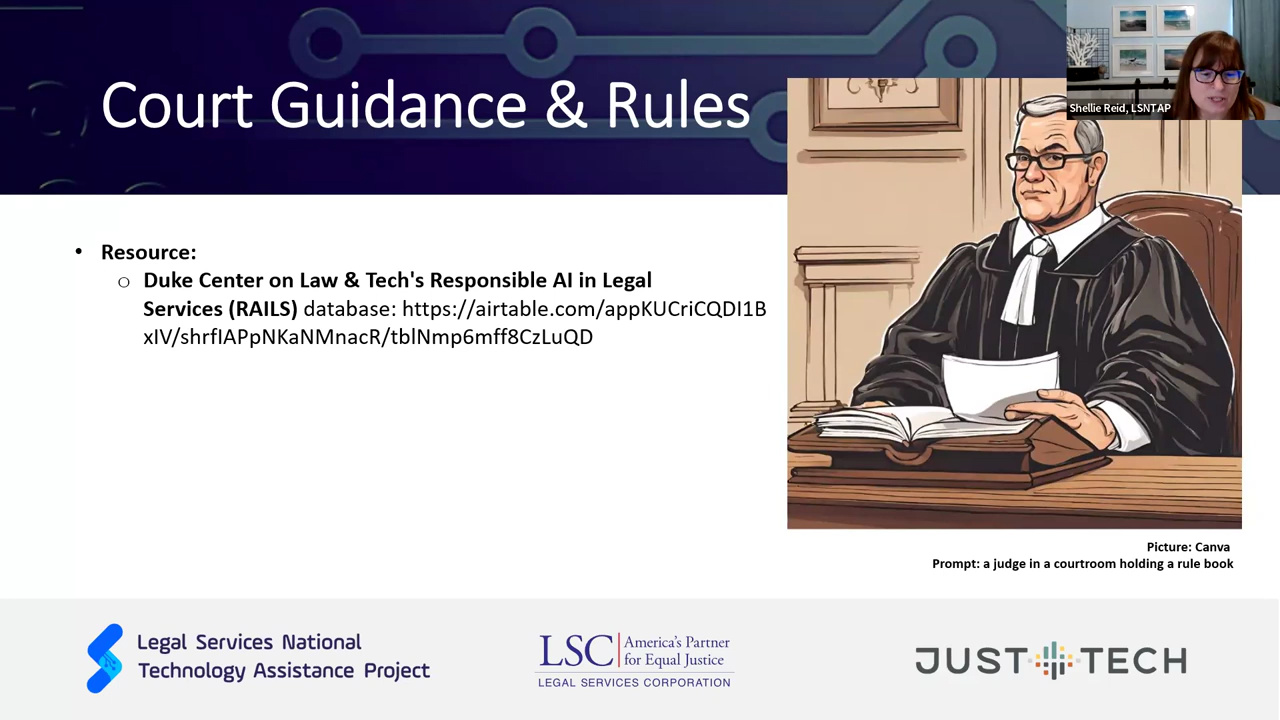 Court Guidance & Rules
Shellie Reid, LSNTAP
• Resource:
o Duke Center on Law & Tech's Responsible AI in Legal
Services (RAILS) database: https://airtable.com/appKUCriCQDI1B
xIV/shrfIAPpNKaNMnacR/tblNmp6mff8CzLuQD
Picture: Canva
Prompt: a judge in a courtroom holding a rule book
Legal Services National
Technology Assistance Project
LSC America's Partner
for Equal Justice
LEGAL SERVICES CORPORATION
JUST TECH